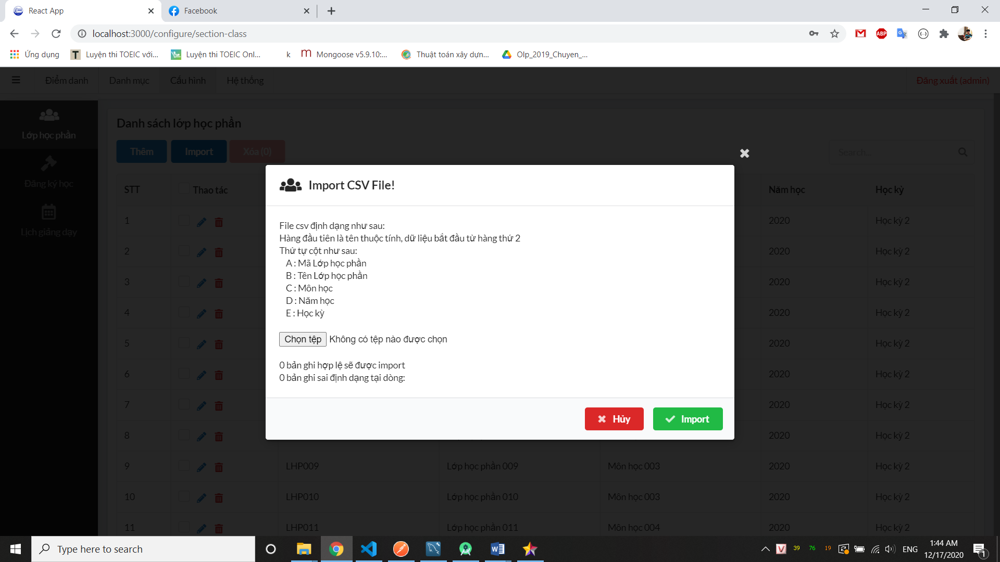 React App
Facebook
localhost:3000/configure/section-class
ABP
Ứng dụng
T
Luyện thi TOEIC với...
Luyện thi TOEIC Onl...
k
m
Mongoose v5.9.10:...
Thuật toán xây dựn...
Olp_2019_Chuyen_...
Điểm danh
Danh mục
Cấu hình
Hệ thống
Đăng xuất (admin)
Lớp học phần
Đăng ký học
Lịch giảng dạy
Danh sách lớp học phần
Thêm
Import
Xóa (0)
Search...
STT
Thao tác
Năm học
Học kỳ
1
2020
Học kỳ 2
2
2020
Học kỳ 2
3
2020
Học kỳ 2
4
2020
Học kỳ 2
5
2020
Học kỳ 2
6
2020
Học kỳ 2
7
2020
Học kỳ 2
8
2020
Học kỳ 2
9
LHP009
Lớp học phần 009
Môn học 003
2020
Học kỳ 2
10
LHP010
Lớp học phần 010
Môn học 003
2020
Học kỳ 2
11
LHP011
Lớp học phần 011
Môn học 004
2020
Học kỳ 2
Import CSV File!
File csv định dạng như sau:
Hàng đầu tiên là tên thuộc tính, dữ liệu bắt đầu từ hàng thứ 2
Thứ tự cột như sau:
A : Mã Lớp học phần
B : Tên Lớp học phần
C : Môn học
D : Năm học
E : Học kỳ
Chọn tệp
Không có tệp nào được chọn
0 bản ghi hợp lệ sẽ được import
0 bản ghi sai định dạng tại dòng:
Hủy
Import
Type here to search
V
39
76
19
ENG
1:44 AM
12/17/2020
1